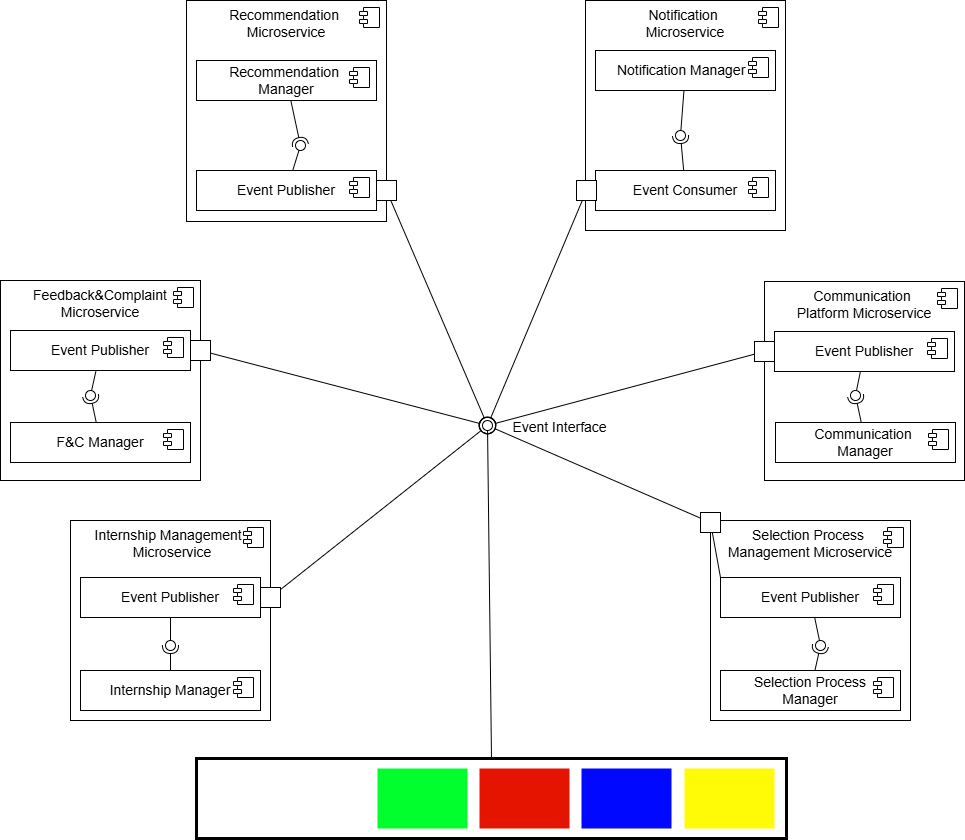 Recommendation
Microservice
Recommendation
Manager
Event Publisher
Notification
Microservice
Notification Manager
Event Consumer
Feedback&Complaint
Microservice
Event Publisher
F&C Manager
Communication
Platform Microservice
Event Publisher
Communication
Manager
Event Interface
Internship Management
Microservice
Event Publisher
Internship Manager
Selection Process
Management Microservice
Event Publisher
Selection Process
Manager